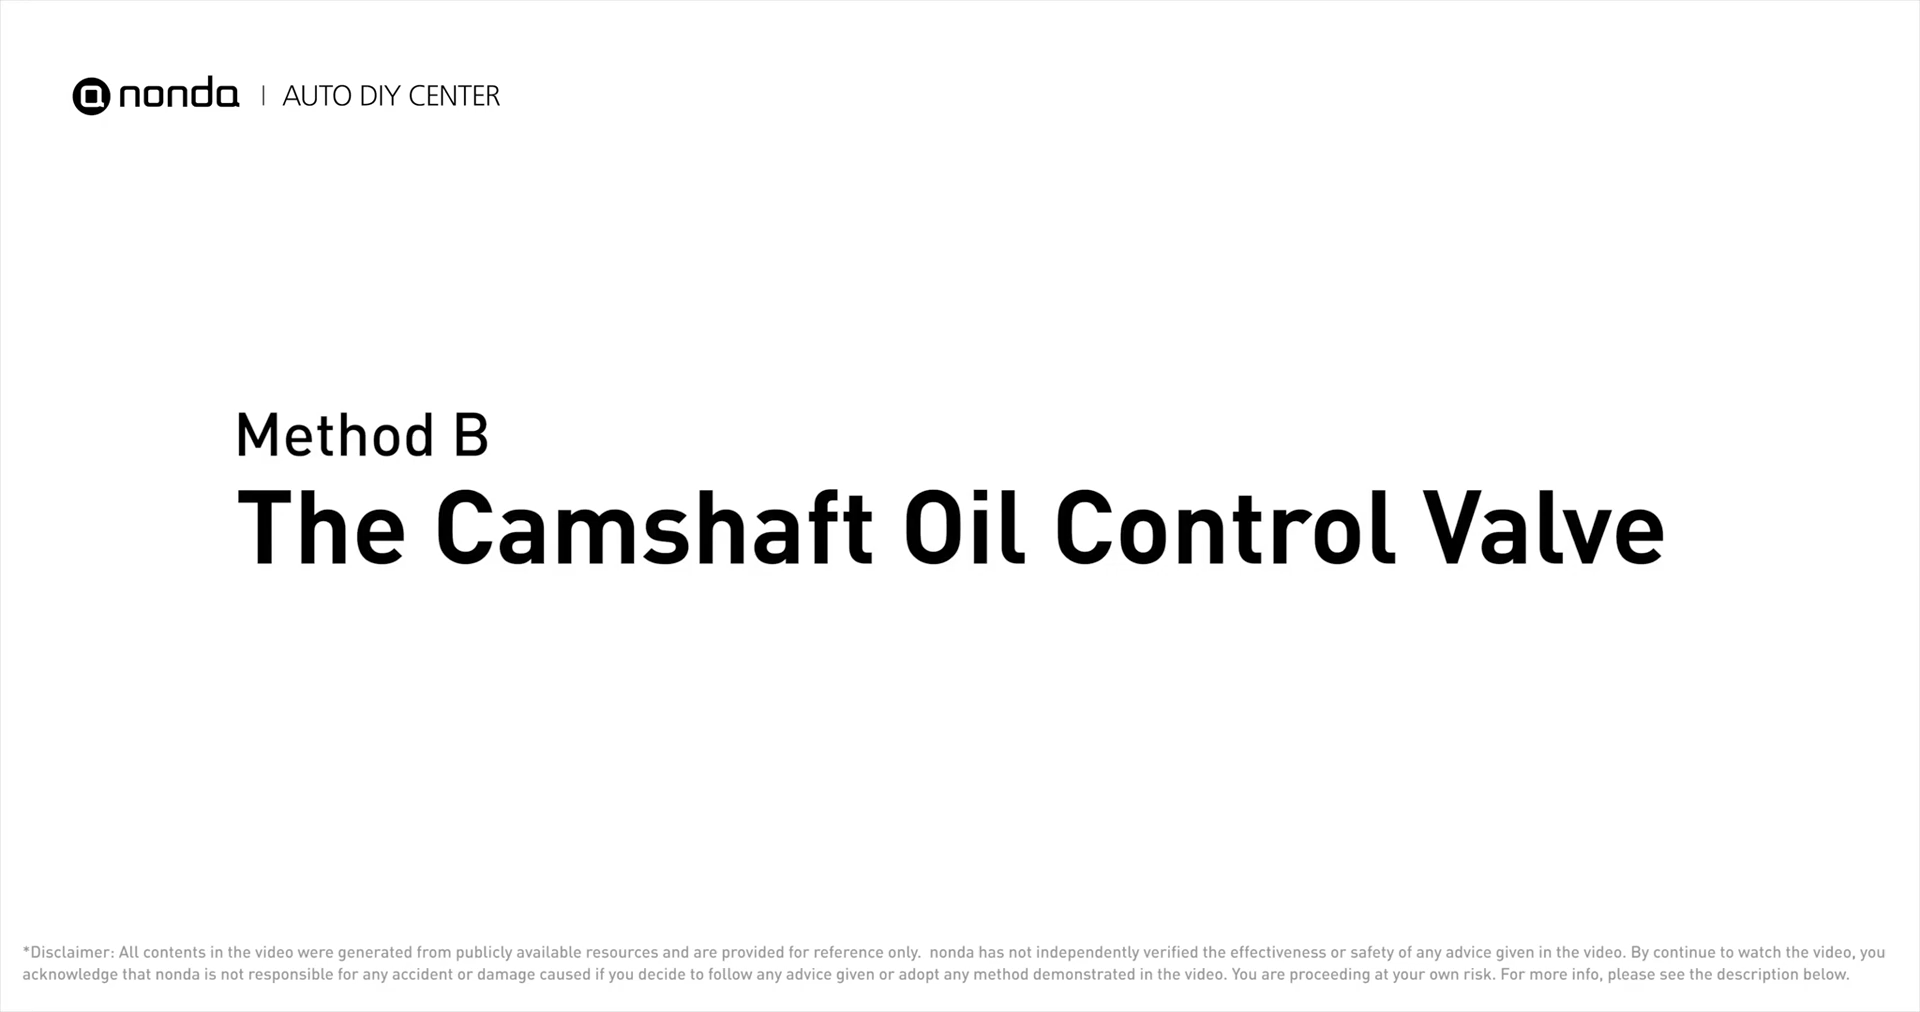 nonda | AUTO DIY CENTER
Method B
The Camshaft Oil Control Valve
*Disclaimer: All contents in the video were generated from publicly available resources and are provided for reference only. nonda has not independently verified the effectiveness or safety of any advice given in the video. By continue to watch the video, you
acknowledge that nonda is not responsible for any accident or damage caused if you decide to follow any advice given or adopt any method demonstrated in the video. You are proceeding at your own risk. For more info, please see the description below.